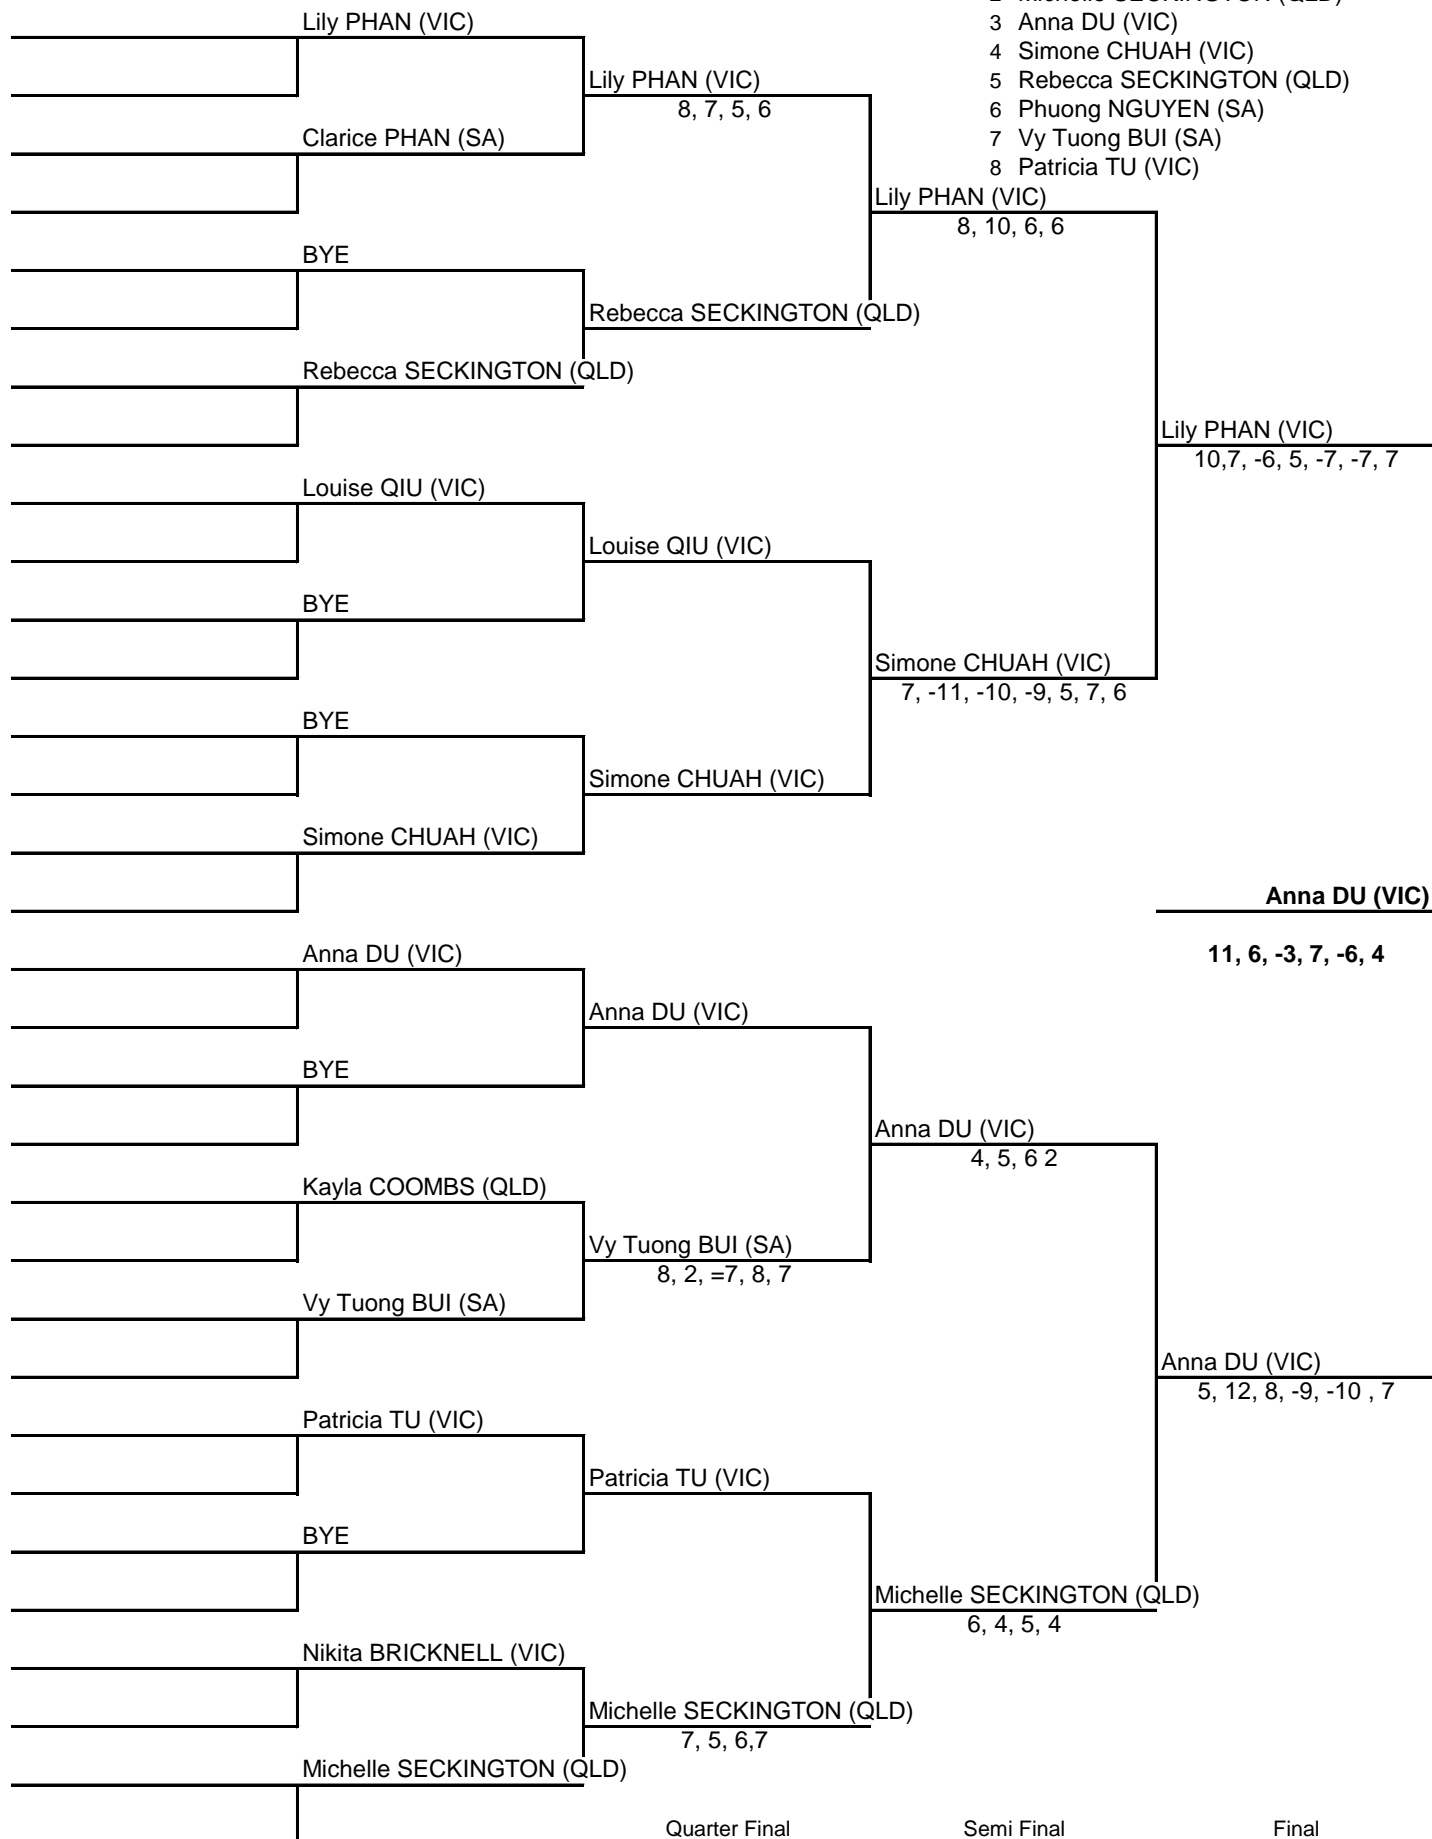 2 Michelle SECKINGTON (QLD)
Lily PHAN (VIC)
3 Anna DU (VIC)
4 Simone CHUAH (VIC)
Lily PHAN (VIC)
5 Rebecca SECKINGTON (QLD)
8, 7, 5, 6
6 Phuong NGUYEN (SA)
Clarice PHAN (SA)
7 Vy Tuong BUI (SA)
8 Patricia TU (VIC)
Lily PHAN (VIC)
8, 10, 6, 6
BYE
Rebecca SECKINGTON (QLD)
Rebecca SECKINGTON (QLD)
Lily PHAN (VIC)
10,7, -6, 5, -7, -7, 7
Louise QIU (VIC)
Louise QIU (VIC)
BYE
Simone CHUAH (VIC)
7, -11, -10, -9, 5, 7, 6
BYE
Simone CHUAH (VIC)
Simone CHUAH (VIC)
Anna DU (VIC)
Anna DU (VIC)
11, 6, -3, 7, -6, 4
Anna DU (VIC)
BYE
Anna DU (VIC)
4, 5, 6 2
Kayla COOMBS (QLD)
Vy Tuong BUI (SA)
8, 2, =7, 8, 7
Vy Tuong BUI (SA)
Anna DU (VIC)
5, 12, 8, -9, -10 , 7
Patricia TU (VIC)
Patricia TU (VIC)
BYE
Michelle SECKINGTON (QLD)
6, 4, 5, 4
Nikita BRICKNELL (VIC)
Michelle SECKINGTON (QLD)
7, 5, 6,7
Michelle SECKINGTON (QLD)
Quarter Final Semi Final Final